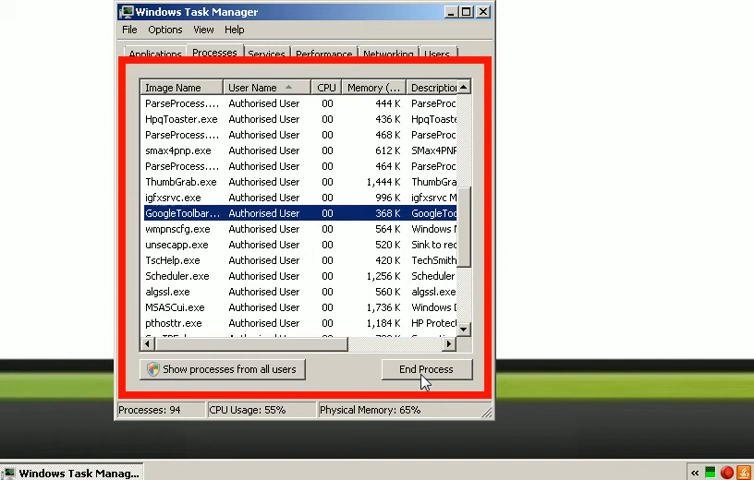 Windows Task Manager
File Options View Help
Applications Processes Services Performance Networking Users
Image Name User Name CPU Memory (... Description
ParseProcess.... Authorised User 00 444 K ParseProc
HpqToaster.exe Authorised User 00 436 K HpqToaste
ParseProcess.... Authorised User 00 468 K ParseProc
smax4pnp.exe Authorised User 00 612 K SMax4PNP
ParseProcess.... Authorised User 00 464 K ParseProc
ThumbGrab.exe Authorised User 00 1,444 K ThumbGra
igfxsrvc.exe Authorised User 00 996 K igfxsrvc M
GoogleToolbar... Authorised User 00 368 K GoogleToo
wmpnscfg.exe Authorised User 00 564 K Windows M
unsecapp.exe Authorised User 00 520 K Sink to rec
TscHelp.exe Authorised User 00 420 K TechSmith
Scheduler.exe Authorised User 00 1,256 K Scheduler
algssl.exe Authorised User 00 560 K algssl.exe
MSASCui.exe Authorised User 00 1,736 K Windows D
pthosttr.exe Authorised User 00 1,184 K HP Protec
Show processes from all users End Process
Processes: 94 CPU Usage: 55% Physical Memory: 65%
Windows Task Manag... «